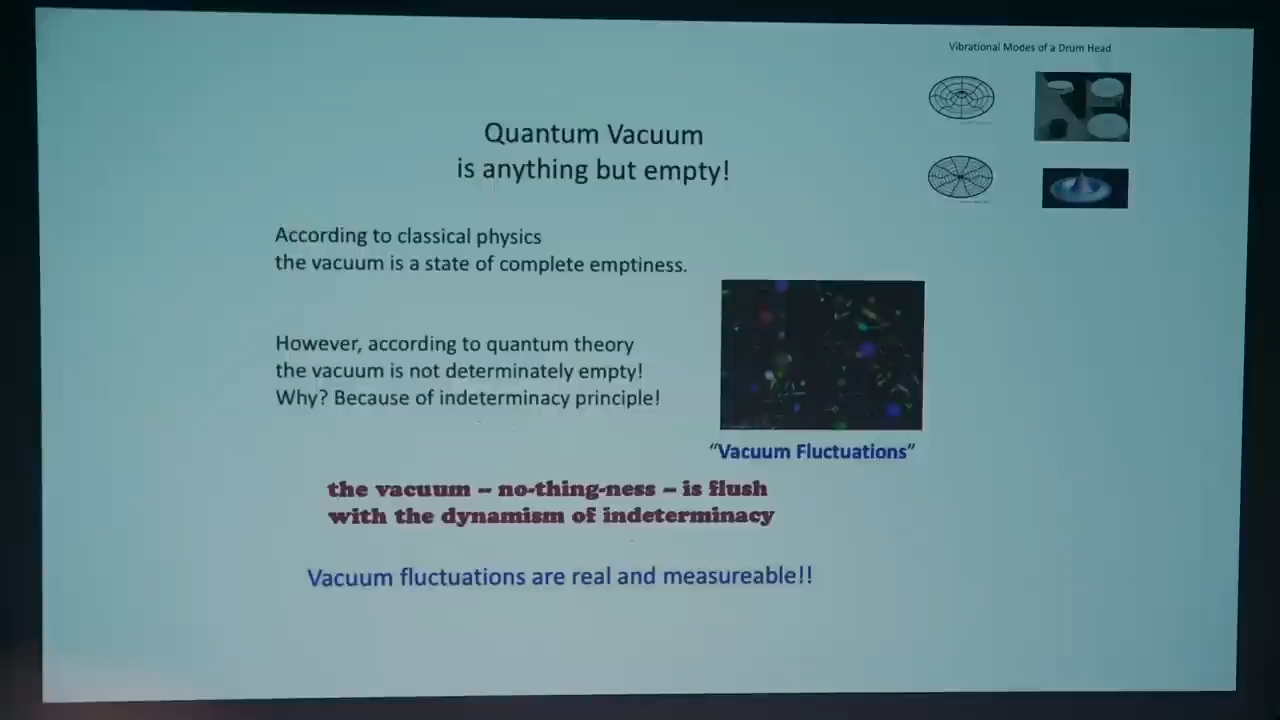 Vibrational Modes of a Drum Head
Quantum Vacuum
is anything but empty!
According to classical physics
the vacuum is a state of complete emptiness.
However, according to quantum theory
the vacuum is not determinately empty!
Why? Because of indeterminacy principle!
"Vacuum Fluctuations"
the vacuum – no-thing-ness – is flush
with the dynamism of indeterminacy
Vacuum fluctuations are real and measureable!!